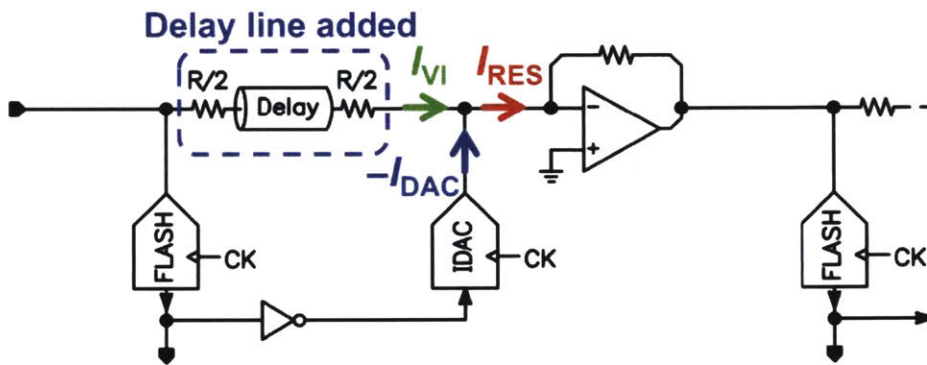 Delay line added
R/2
Delay
R/2
I_VI
I_RES
−
+
−I_DAC
FLASH
CK
IDAC
CK
FLASH
CK